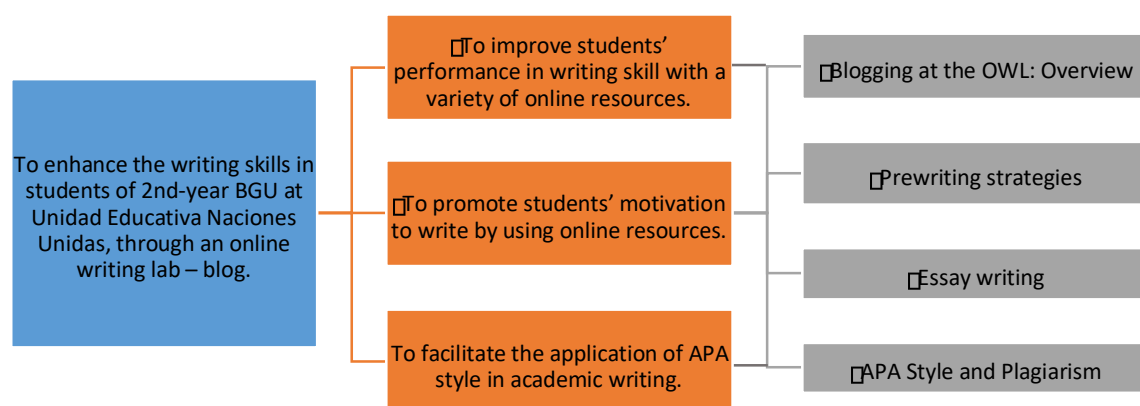 To enhance the writing skills in
students of 2nd-year BGU at
Unidad Educativa Naciones
Unidas, through an online
writing lab – blog.
To improve students’
performance in writing skill with a
variety of online resources.
To promote students’ motivation
to write by using online resources.
To facilitate the application of APA
style in academic writing.
Blogging at the OWL: Overview
Prewriting strategies
Essay writing
APA Style and Plagiarism